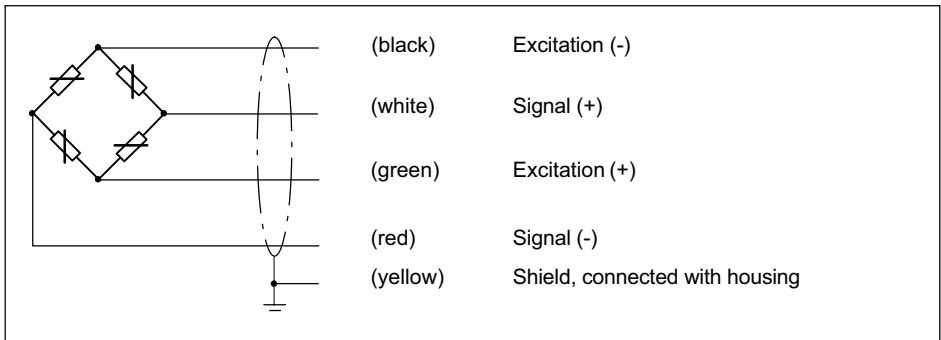 (black) Excitation (-)
(white) Signal (+)
(green) Excitation (+)
(red) Signal (-)
(yellow) Shield, connected with housing